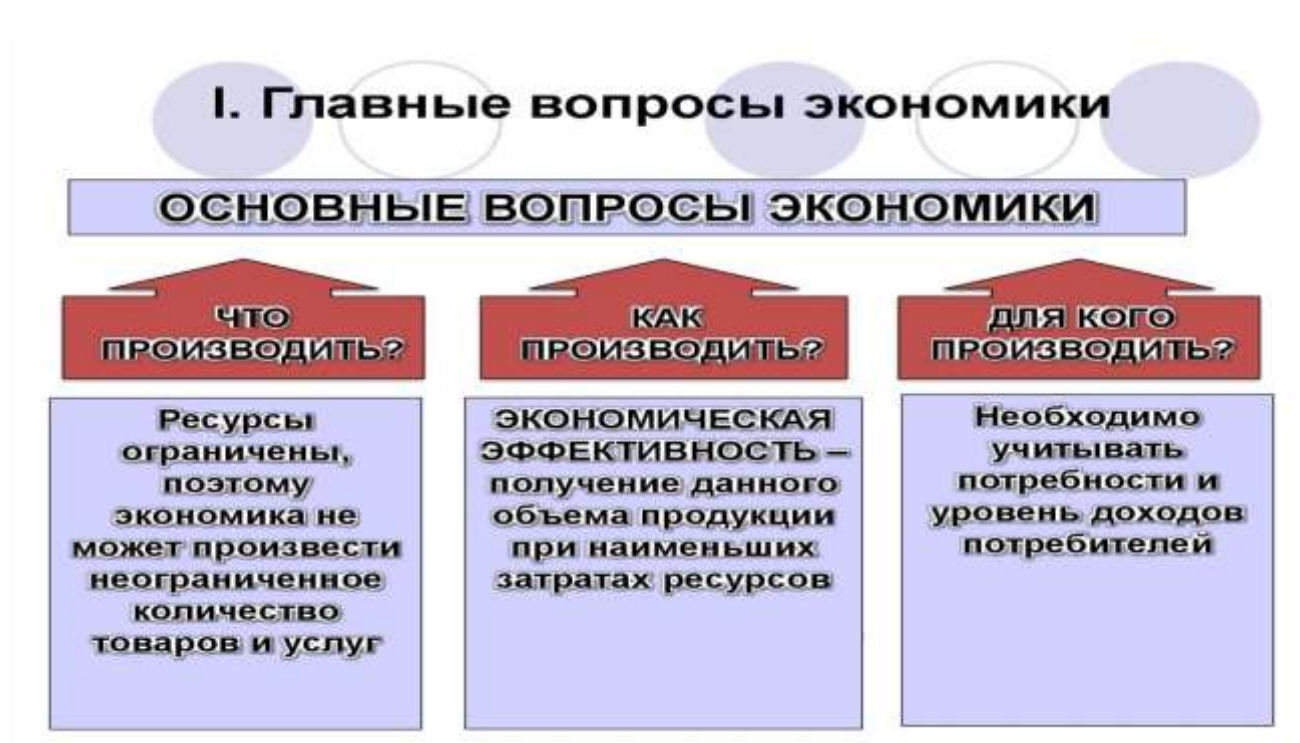 I. Главные вопросы экономики
ОСНОВНЫЕ ВОПРОСЫ ЭКОНОМИКИ
ЧТО
ПРОИЗВОДИТЬ?
Ресурсы
ограничены,
поэтому
экономика не
может произвести
неограниченное
количество
товаров и услуг
КАК
ПРОИЗВОДИТЬ?
ЭКОНОМИЧЕСКАЯ
ЭФФЕКТИВНОСТЬ –
получение данного
объема продукции
при наименьших
затратах ресурсов
ДЛЯ КОГО
ПРОИЗВОДИТЬ?
Необходимо
учитывать
потребности и
уровень доходов
потребителей